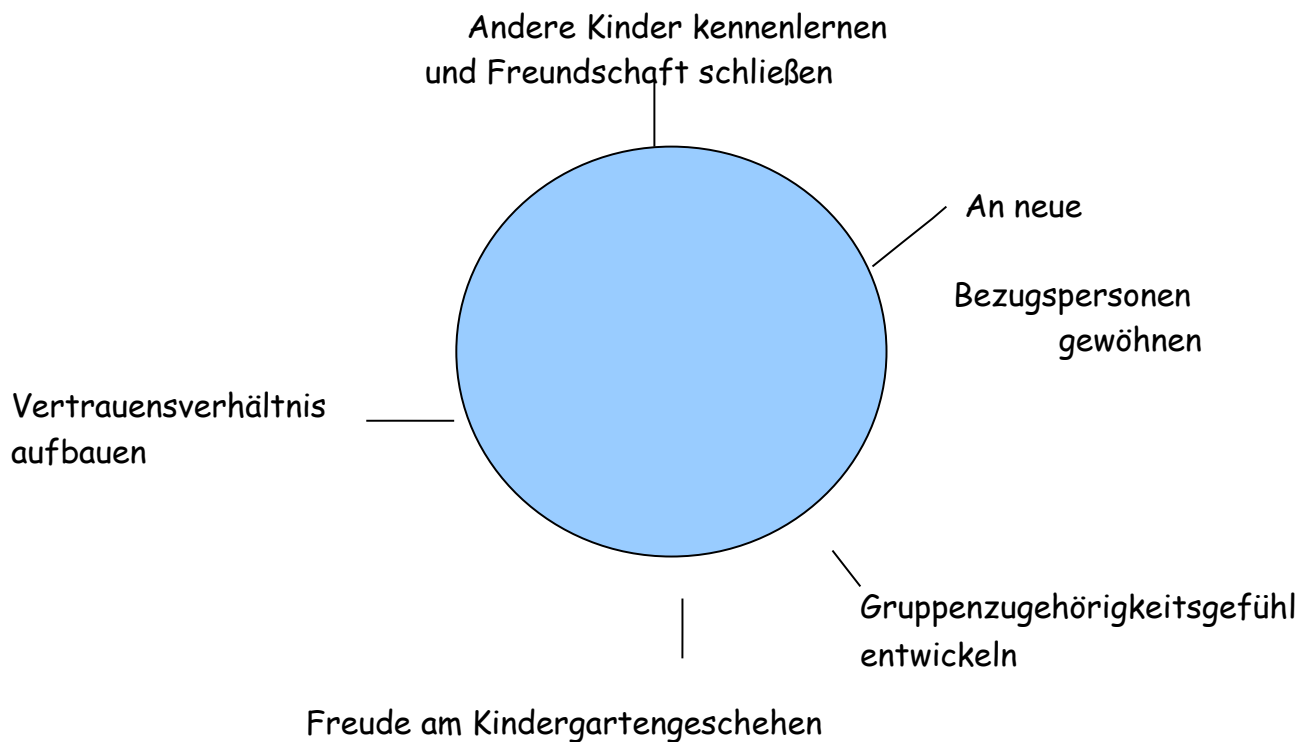 Andere Kinder kennenlernen
und Freundschaft schließen
An neue
Bezugspersonen
gewöhnen
Vertrauensverhältnis
aufbauen
Gruppenzugehörigkeitsgefühl
entwickeln
Freude am Kindergartengeschehen